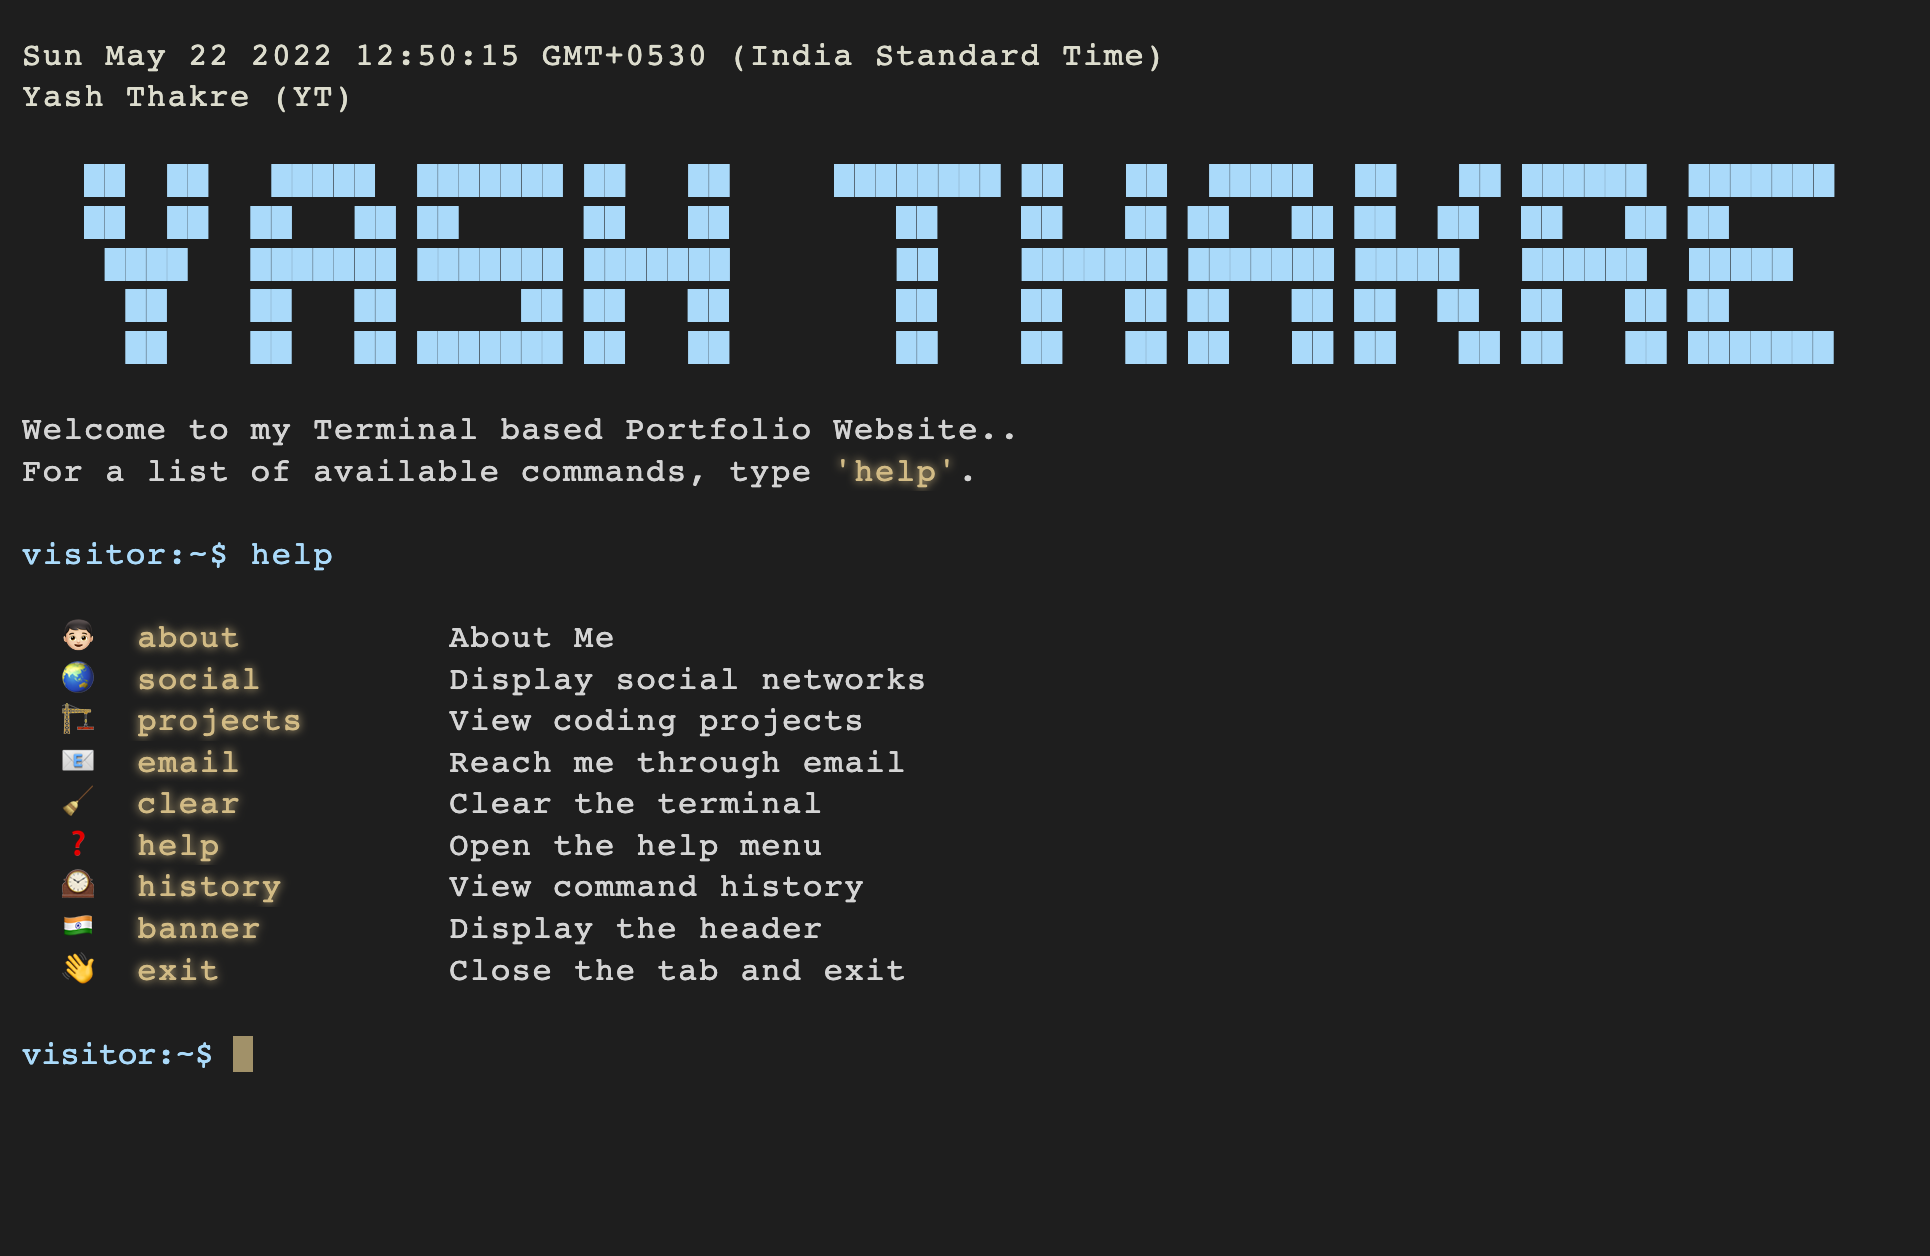 Sun May 22 2022 12:50:15 GMT+0530 (India Standard Time)
Yash Thakre (YT)
YASH THAKRE
Welcome to my Terminal based Portfolio Website..
For a list of available commands, type 'help'.
visitor:~$ help
about About Me
social Display social networks
projects View coding projects
email Reach me through email
clear Clear the terminal
❓ help Open the help menu
history View command history
banner Display the header
exit Close the tab and exit
visitor:~$